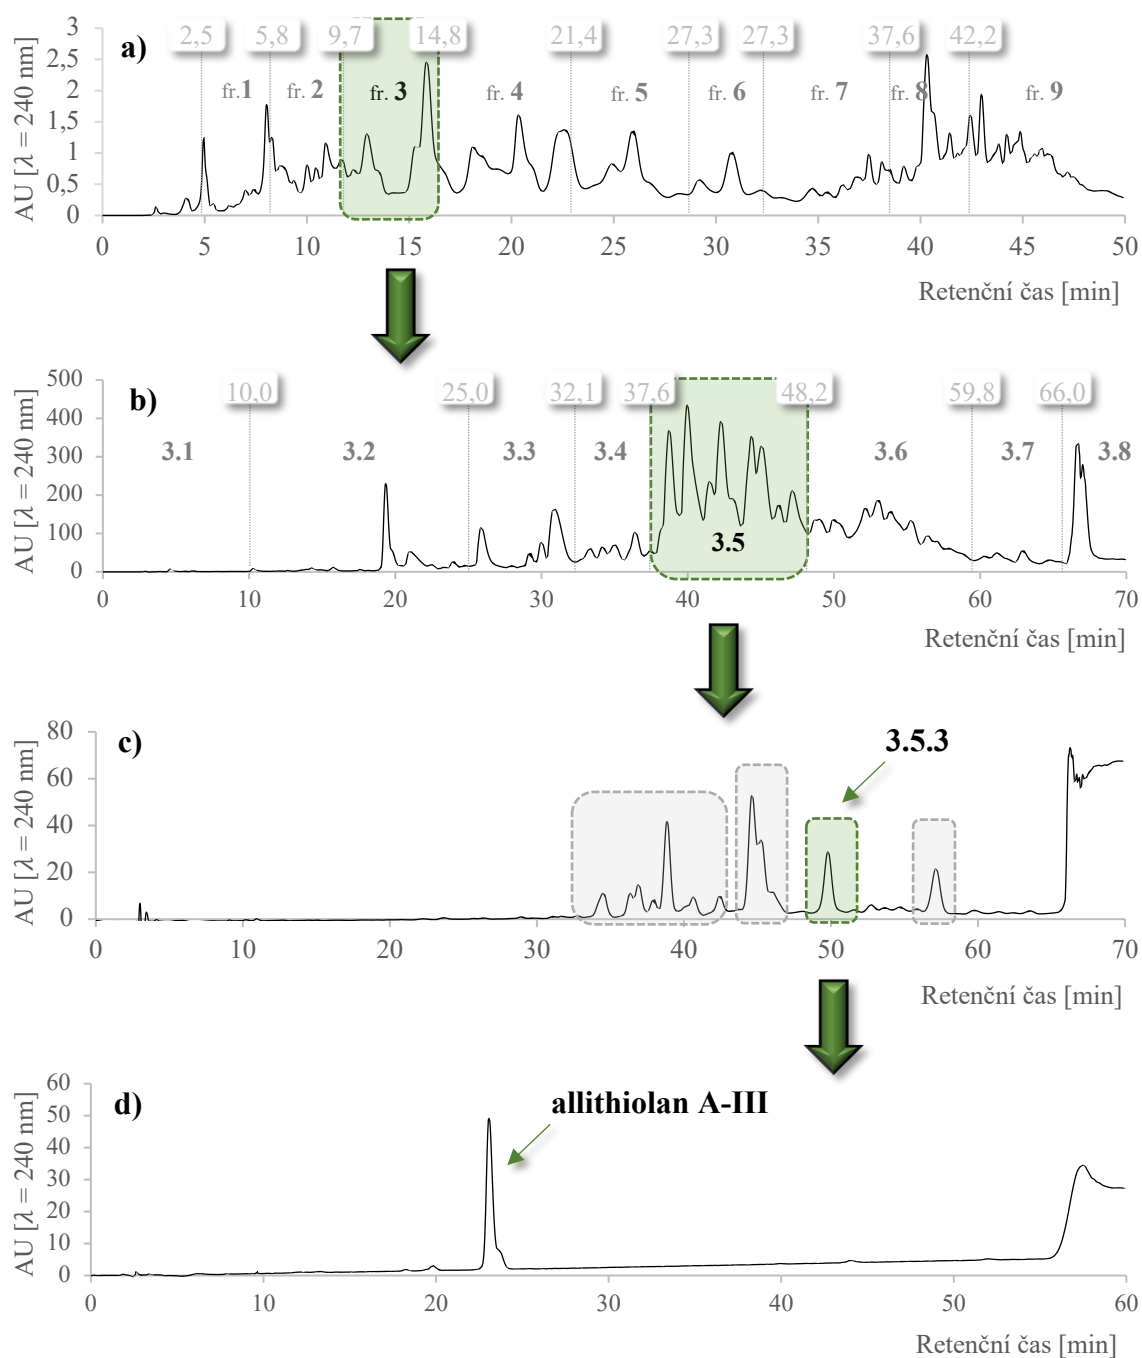 a)
AU [λ = 240 nm]
3
2,5
2
1,5
1
0,5
0
2,5 5,8 9,7 14,8 21,4 27,3 27,3 37,6 42,2
fr.1 fr. 2 fr. 3 fr. 4 fr. 5 fr. 6 fr. 7 fr. 8 fr. 9
0 5 10 15 20 25 30 35 40 45 50
Retenční čas [min]
b)
AU [λ = 240 nm]
500
400
300
200
100
0
10,0 25,0 32,1 37,6 48,2 59,8 66,0
3.1 3.2 3.3 3.4 3.5 3.6 3.7 3.8
0 10 20 30 40 50 60 70
Retenční čas [min]
c)
AU [λ = 240 nm]
80
60
40
20
0
3.5.3
0 10 20 30 40 50 60 70
Retenční čas [min]
d)
AU [λ = 240 nm]
60
50
40
30
20
10
0
allithiolan A-III
0 10 20 30 40 50 60
Retenční čas [min]